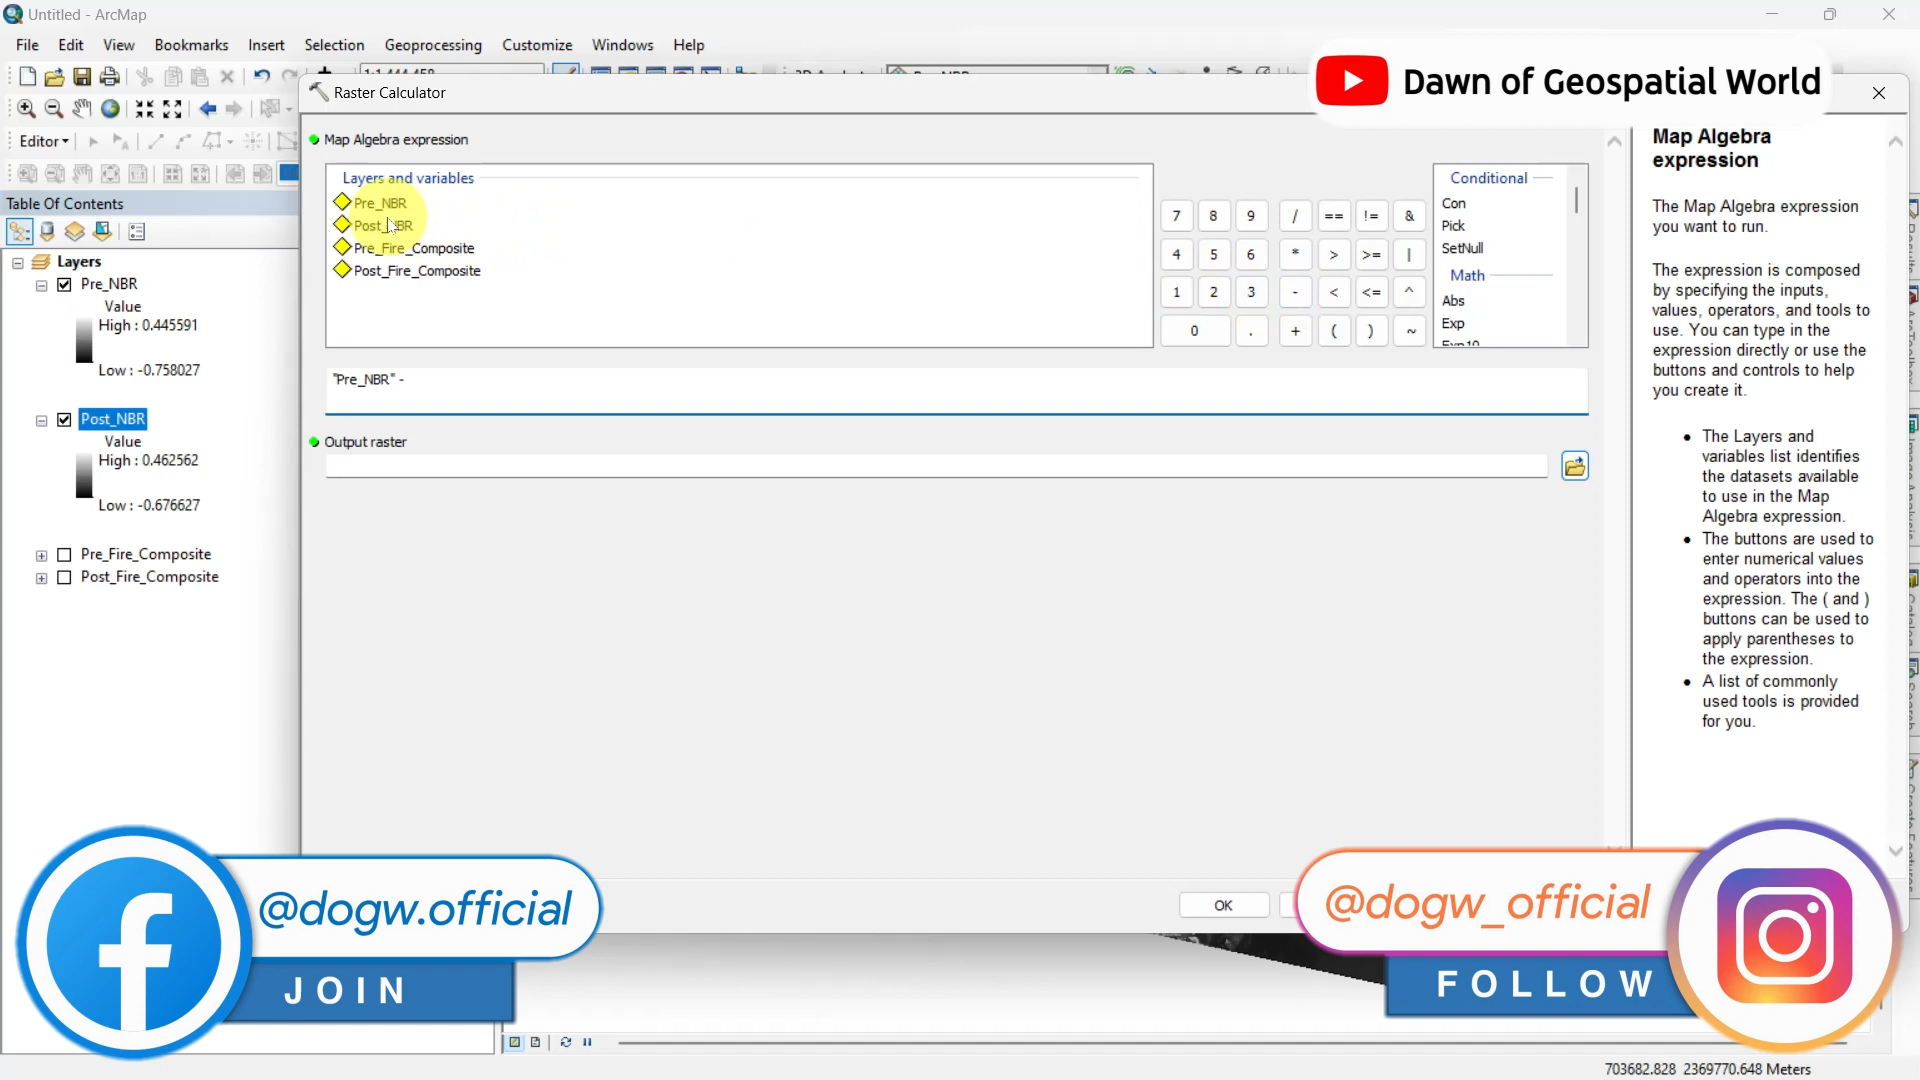 Untitled - ArcMap
File Edit View Bookmarks Insert Selection Geoprocessing Customize Windows Help
Dawn of Geospatial World
Raster Calculator
Editor
Map Algebra expression
Layers and variables
Pre_NBR
Post_NBR
Pre_Fire_Composite
Post_Fire_Composite
7 8 9 / == != &
4 5 6 * > >= |
1 2 3 - < <= ^
0 . + ( ) ~
Conditional
Con
Pick
SetNull
Math
Abs
Exp
Exp10
"Pre_NBR" -
Output raster
OK
Map Algebra
expression
The Map Algebra expression
you want to run.
The expression is composed
by specifying the inputs,
values, operators, and tools to
use. You can type in the
expression directly or use the
buttons and controls to help
you create it.
• The Layers and
variables list identifies
the datasets available
to use in the Map
Algebra expression.
• The buttons are used to
enter numerical values
and operators into the
expression. The ( and )
buttons can be used to
apply parentheses to
the expression.
• A list of commonly
used tools is provided
for you.
Table Of Contents
Layers
Pre_NBR
Value
High : 0.445591
Low : -0.758027
Post_NBR
Value
High : 0.462562
Low : -0.676627
Pre_Fire_Composite
Post_Fire_Composite
@dogw.official
JOIN
@dogw_official
FOLLOW
703682.828 2369770.648 Meters